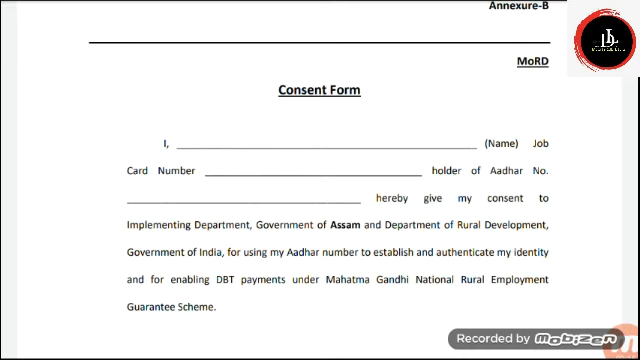 Annexure-B
MoRD
Consent Form
I, ______________________________ (Name) Job
Card Number ______________________ holder of Aadhar No.
________________________ hereby give my consent to
Implementing Department, Government of Assam and Department of Rural Development,
Government of India, for using my Aadhar number to establish and authenticate my identity
and for enabling DBT payments under Mahatma Gandhi National Rural Employment
Guarantee Scheme.
Recorded by MOBIZEN